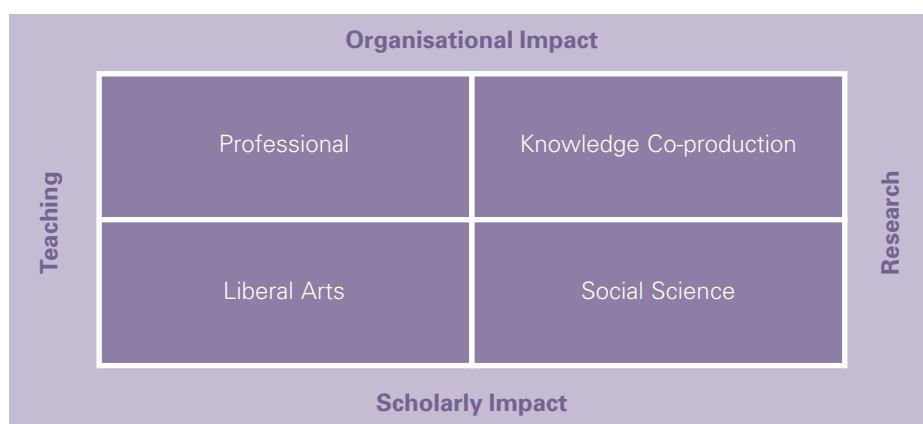 Organisational Impact
Professional
Knowledge Co-production
Teaching
Research
Liberal Arts
Social Science
Scholarly Impact